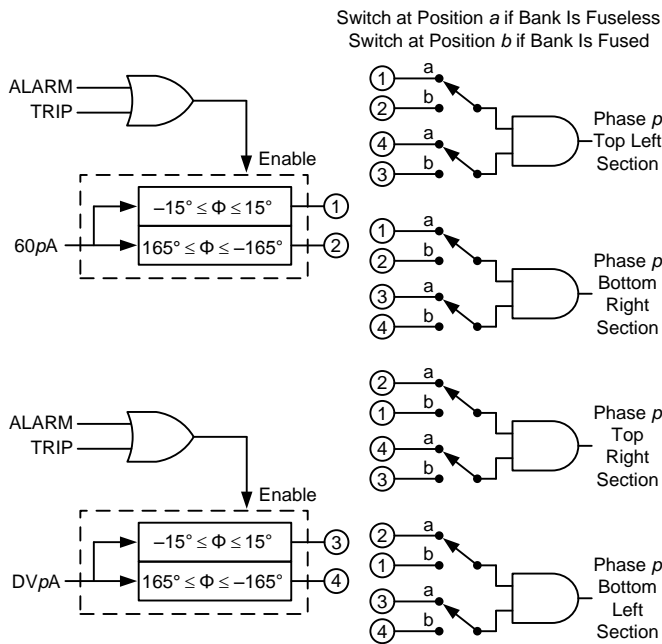 Switch at Position a if Bank Is Fuseless
Switch at Position b if Bank Is Fused
ALARM
TRIP
Enable
60pA
–15° ≤ Φ ≤ 15°
1
165° ≤ Φ ≤ –165°
2
ALARM
TRIP
Enable
DVpA
–15° ≤ Φ ≤ 15°
3
165° ≤ Φ ≤ –165°
4
1
a
2
b
4
a
3
b
Phase p
Top Left
Section
1
a
2
b
3
a
4
b
Phase p
Bottom
Right
Section
2
a
1
b
4
a
3
b
Phase p
Top
Right
Section
2
a
1
b
3
a
4
b
Phase p
Bottom
Left
Section